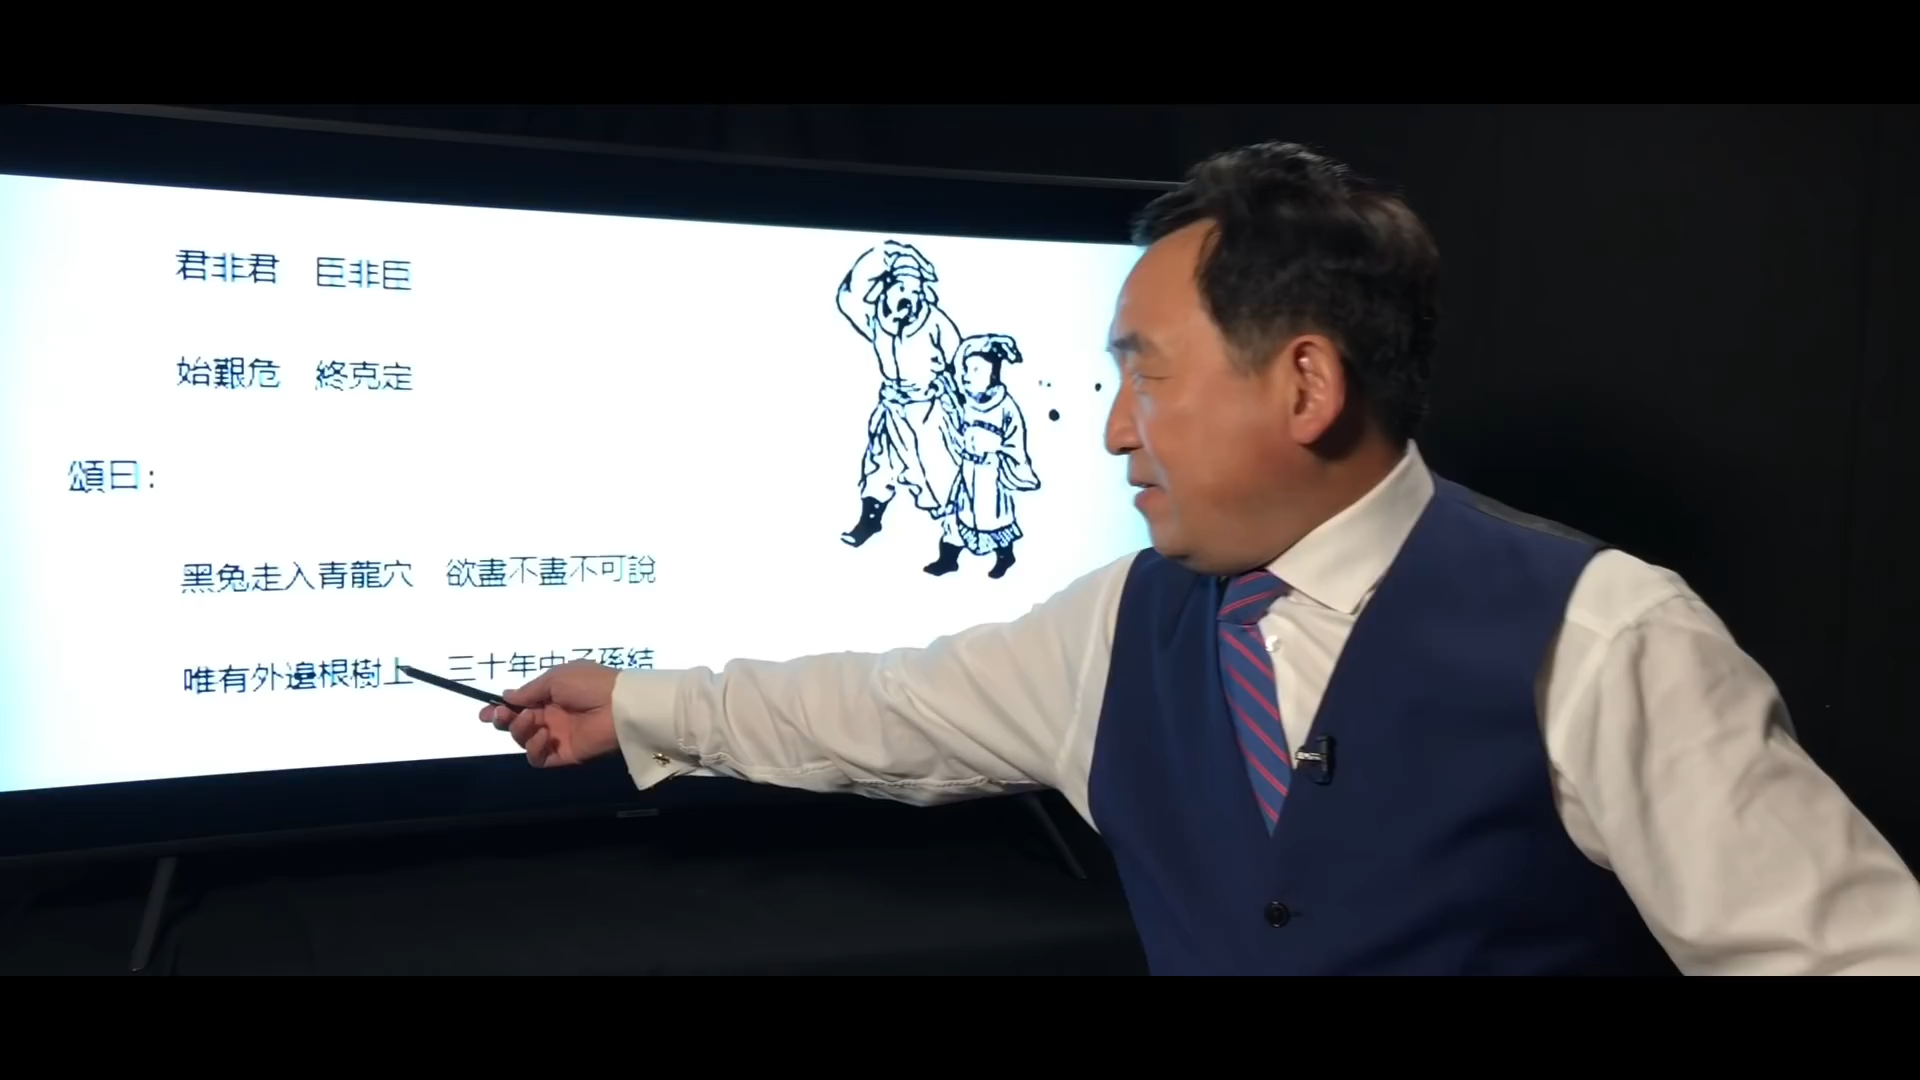 君非君 臣非臣
始艱危 終克定
頌曰:
黑兔走入青龍穴 欲盡不盡不可說
唯有外邊根樹上 三十年中子孫結